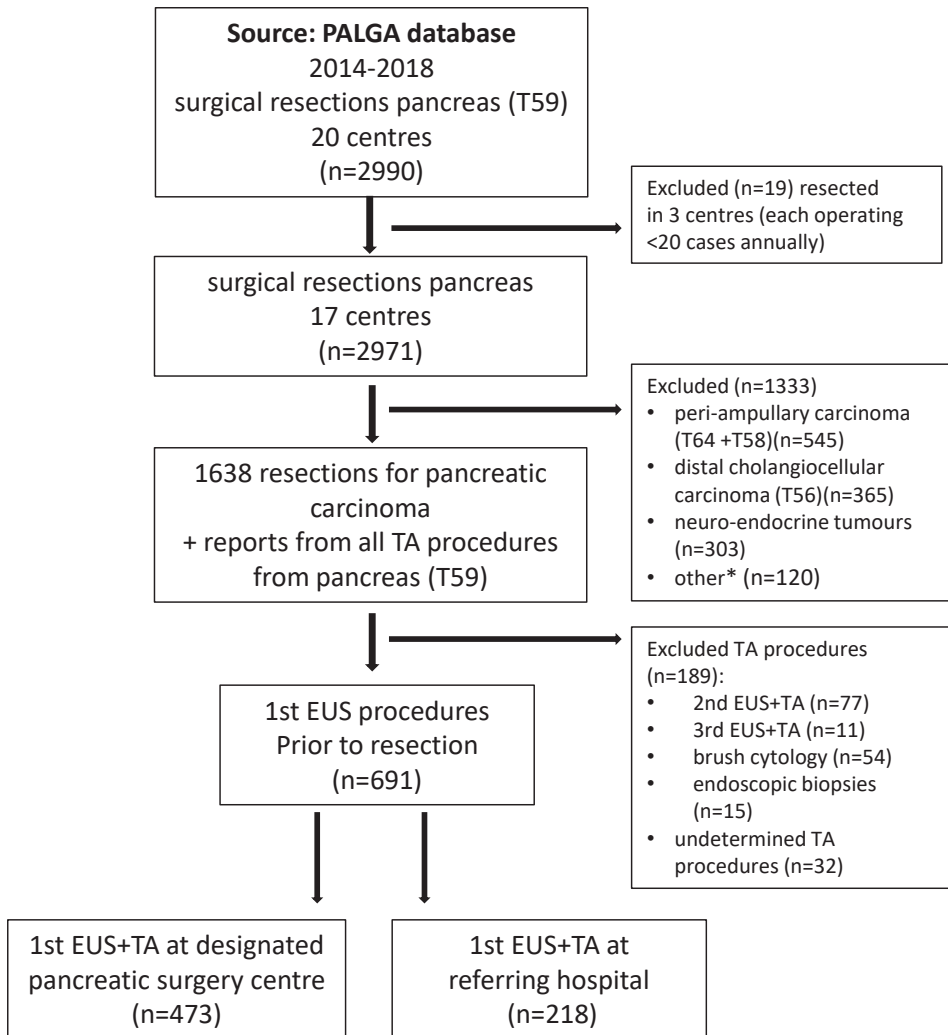 Source: PALGA database
2014-2018
surgical resections pancreas (T59)
20 centres
(n=2990)
Excluded (n=19) resected
in 3 centres (each operating
<20 cases annually)
surgical resections pancreas
17 centres
(n=2971)
Excluded (n=1333)
• peri-ampullary carcinoma
(T64 +T58)(n=545)
• distal cholangiocellular
carcinoma (T56)(n=365)
• neuro-endocrine tumours
(n=303)
• other* (n=120)
1638 resections for pancreatic
carcinoma
+ reports from all TA procedures
from pancreas (T59)
Excluded TA procedures
(n=189):
• 2nd EUS+TA (n=77)
• 3rd EUS+TA (n=11)
• brush cytology (n=54)
• endoscopic biopsies
(n=15)
• undetermined TA
procedures (n=32)
1st EUS procedures
Prior to resection
(n=691)
1st EUS+TA at designated
pancreatic surgery centre
(n=473)
1st EUS+TA at
referring hospital
(n=218)